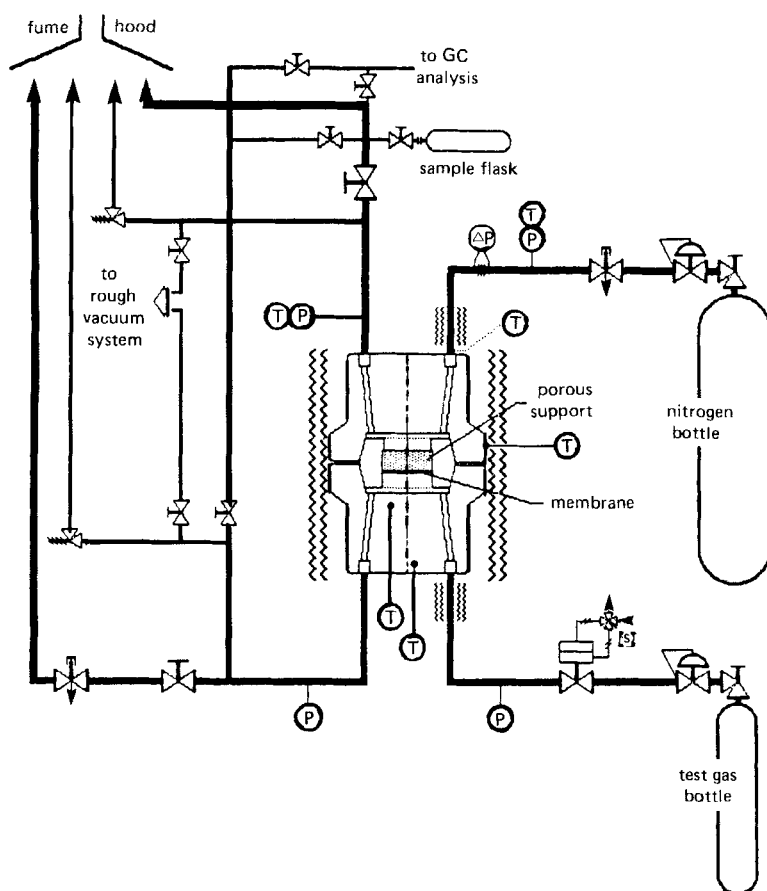 fume hood
to GC
analysis
sample flask
T
P
△P
to
rough
vacuum
system
T P
T
porous
support
T
nitrogen
bottle
membrane
T
T
S
P
P
test gas
bottle